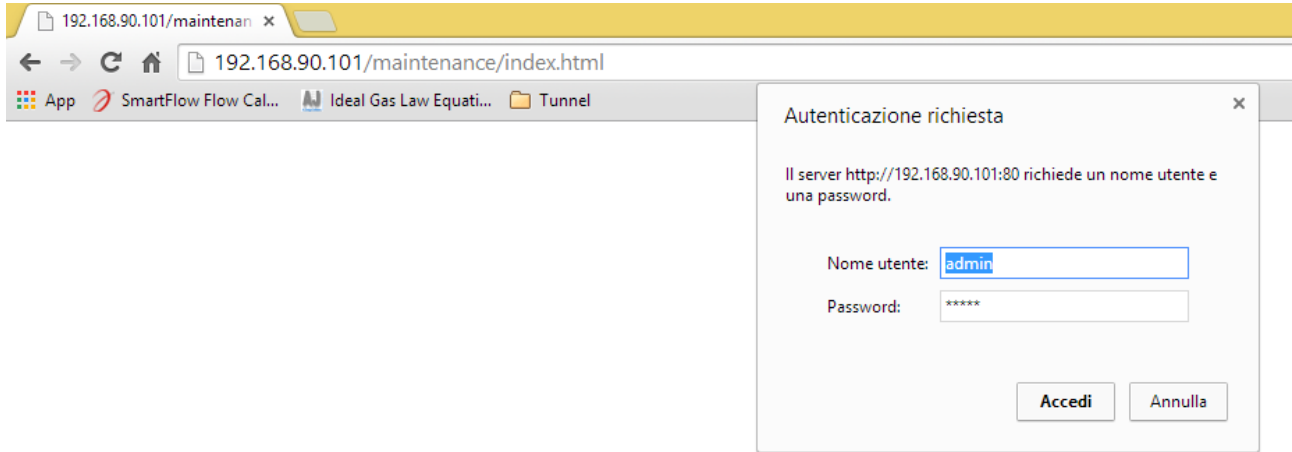 192.168.90.101/maintenan
192.168.90.101/maintenance/index.html
App SmartFlow Flow Cal... Ideal Gas Law Equati... Tunnel
Autenticazione richiesta
Il server http://192.168.90.101:80 richiede un nome utente e
una password.
Nome utente: admin
Password: *****
Accedi Annulla